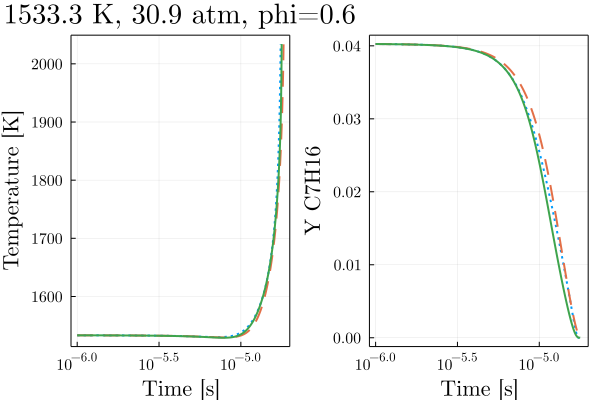 1533.3 K, 30.9 atm, phi=0.6
Temperature [K]
2000
1900
1800
1700
1600
10^−6.0 10^−5.5 10^−5.0
Time [s]
Y C7H16
0.04
0.03
0.02
0.01
0.00
10^−6.0 10^−5.5 10^−5.0
Time [s]